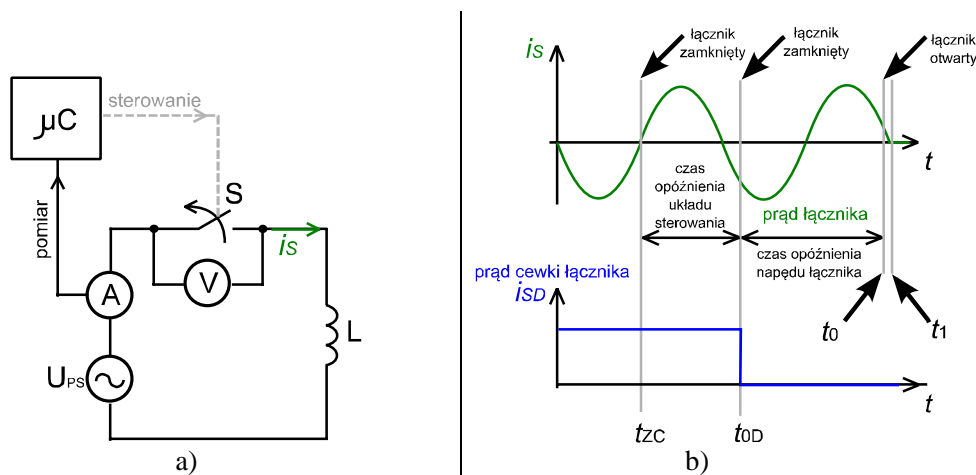 μC
sterowanie
pomiar
S
iS
V
A
L
UPS
a)
iS
łącznik
zamknięty
łącznik
zamknięty
łącznik
otwarty
t
czas
opóźnienia
układu
sterowania
prąd łącznika
czas opóźnienia
napędu łącznika
prąd cewki łącznika
iSD
t0
t1
t
tZC
t0D
b)